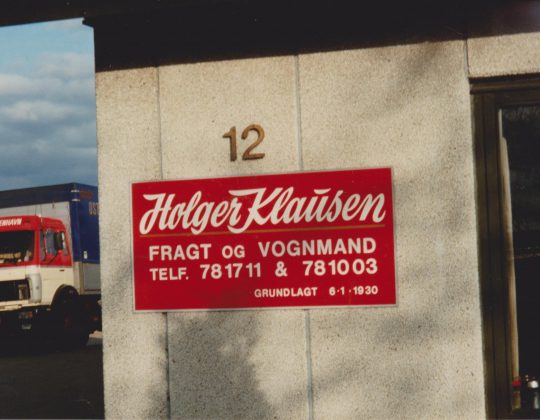 12
Holger Klausen
FRAGT OG VOGNMAND
TELF. 781711 & 781003
GRUNDLAGT 6·1·1930